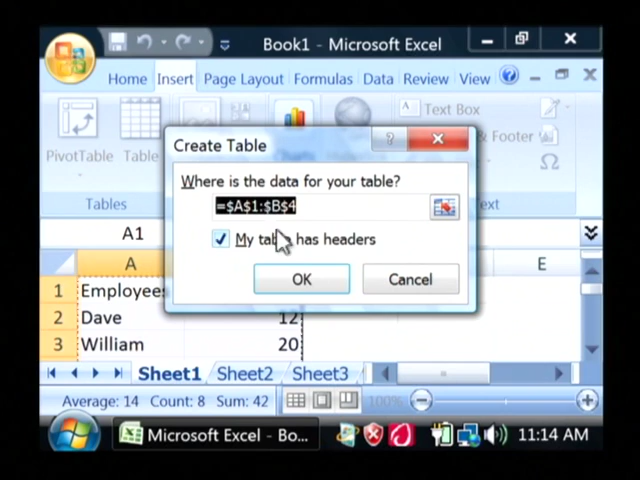 Book1 - Microsoft Excel
Home Insert Page Layout Formulas Data Review View
PivotTable Table Text Box
& Footer
Tables
Create Table
Where is the data for your table?
=$A$1:$B$4
My table has headers
OK Cancel
A1
A E
1 Employees
2 Dave 12
3 William 20
Sheet1 Sheet2 Sheet3
Average: 14 Count: 8 Sum: 42 100%
Microsoft Excel - Bo... 11:14 AM